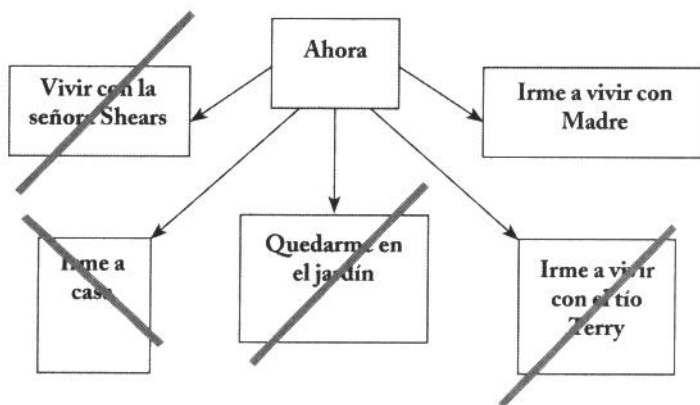 Ahora
Vivir con la
señora Shears
Irme a vivir con
Madre
Irme a
casa
Quedarme en
el jardín
Irme a vivir
con el tío
Terry